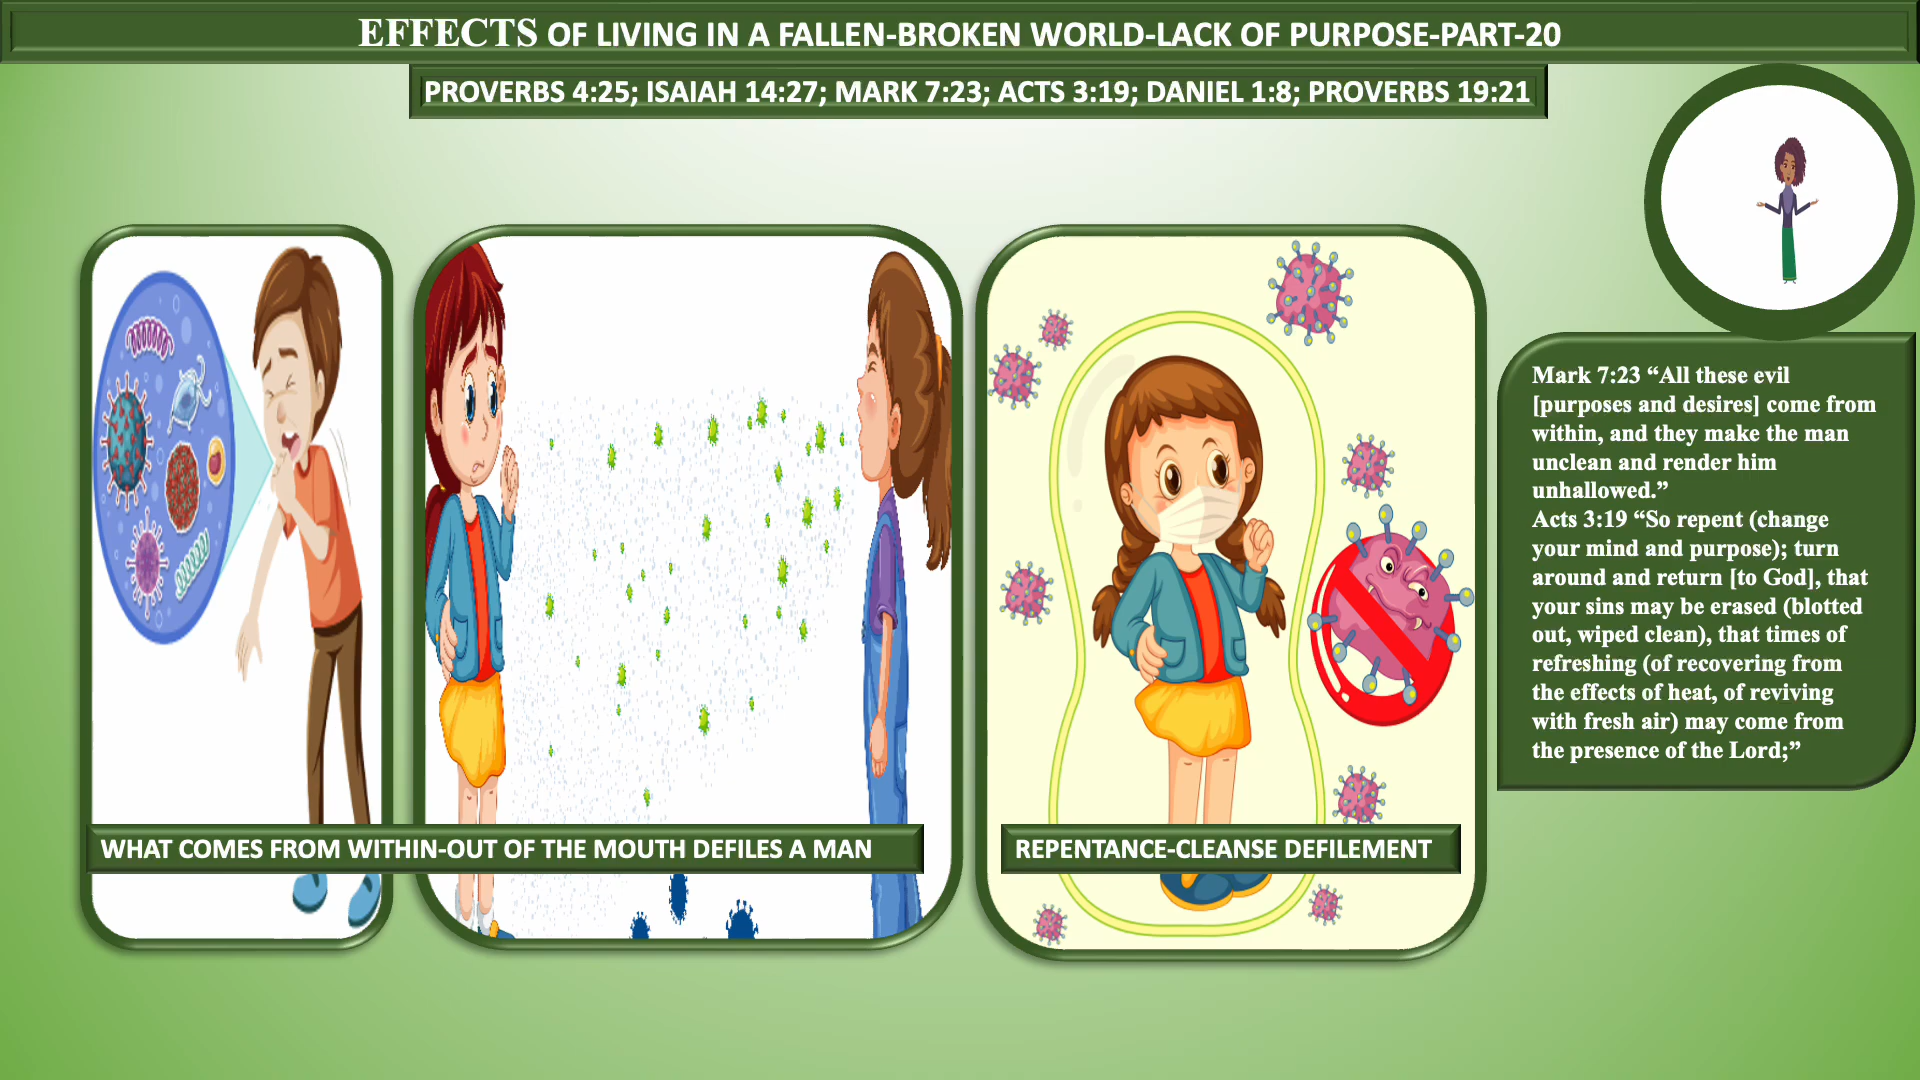 EFFECTS OF LIVING IN A FALLEN-BROKEN WORLD-LACK OF PURPOSE-PART-20
PROVERBS 4:25; ISAIAH 14:27; MARK 7:23; ACTS 3:19; DANIEL 1:8; PROVERBS 19:21
WHAT COMES FROM WITHIN-OUT OF THE MOUTH DEFILES A MAN
REPENTANCE-CLEANSE DEFILEMENT
Mark 7:23 “All these evil
[purposes and desires] come from
within, and they make the man
unclean and render him
unhallowed.”
Acts 3:19 “So repent (change
your mind and purpose); turn
around and return [to God], that
your sins may be erased (blotted
out, wiped clean), that times of
refreshing (of recovering from
the effects of heat, of reviving
with fresh air) may come from
the presence of the Lord;”